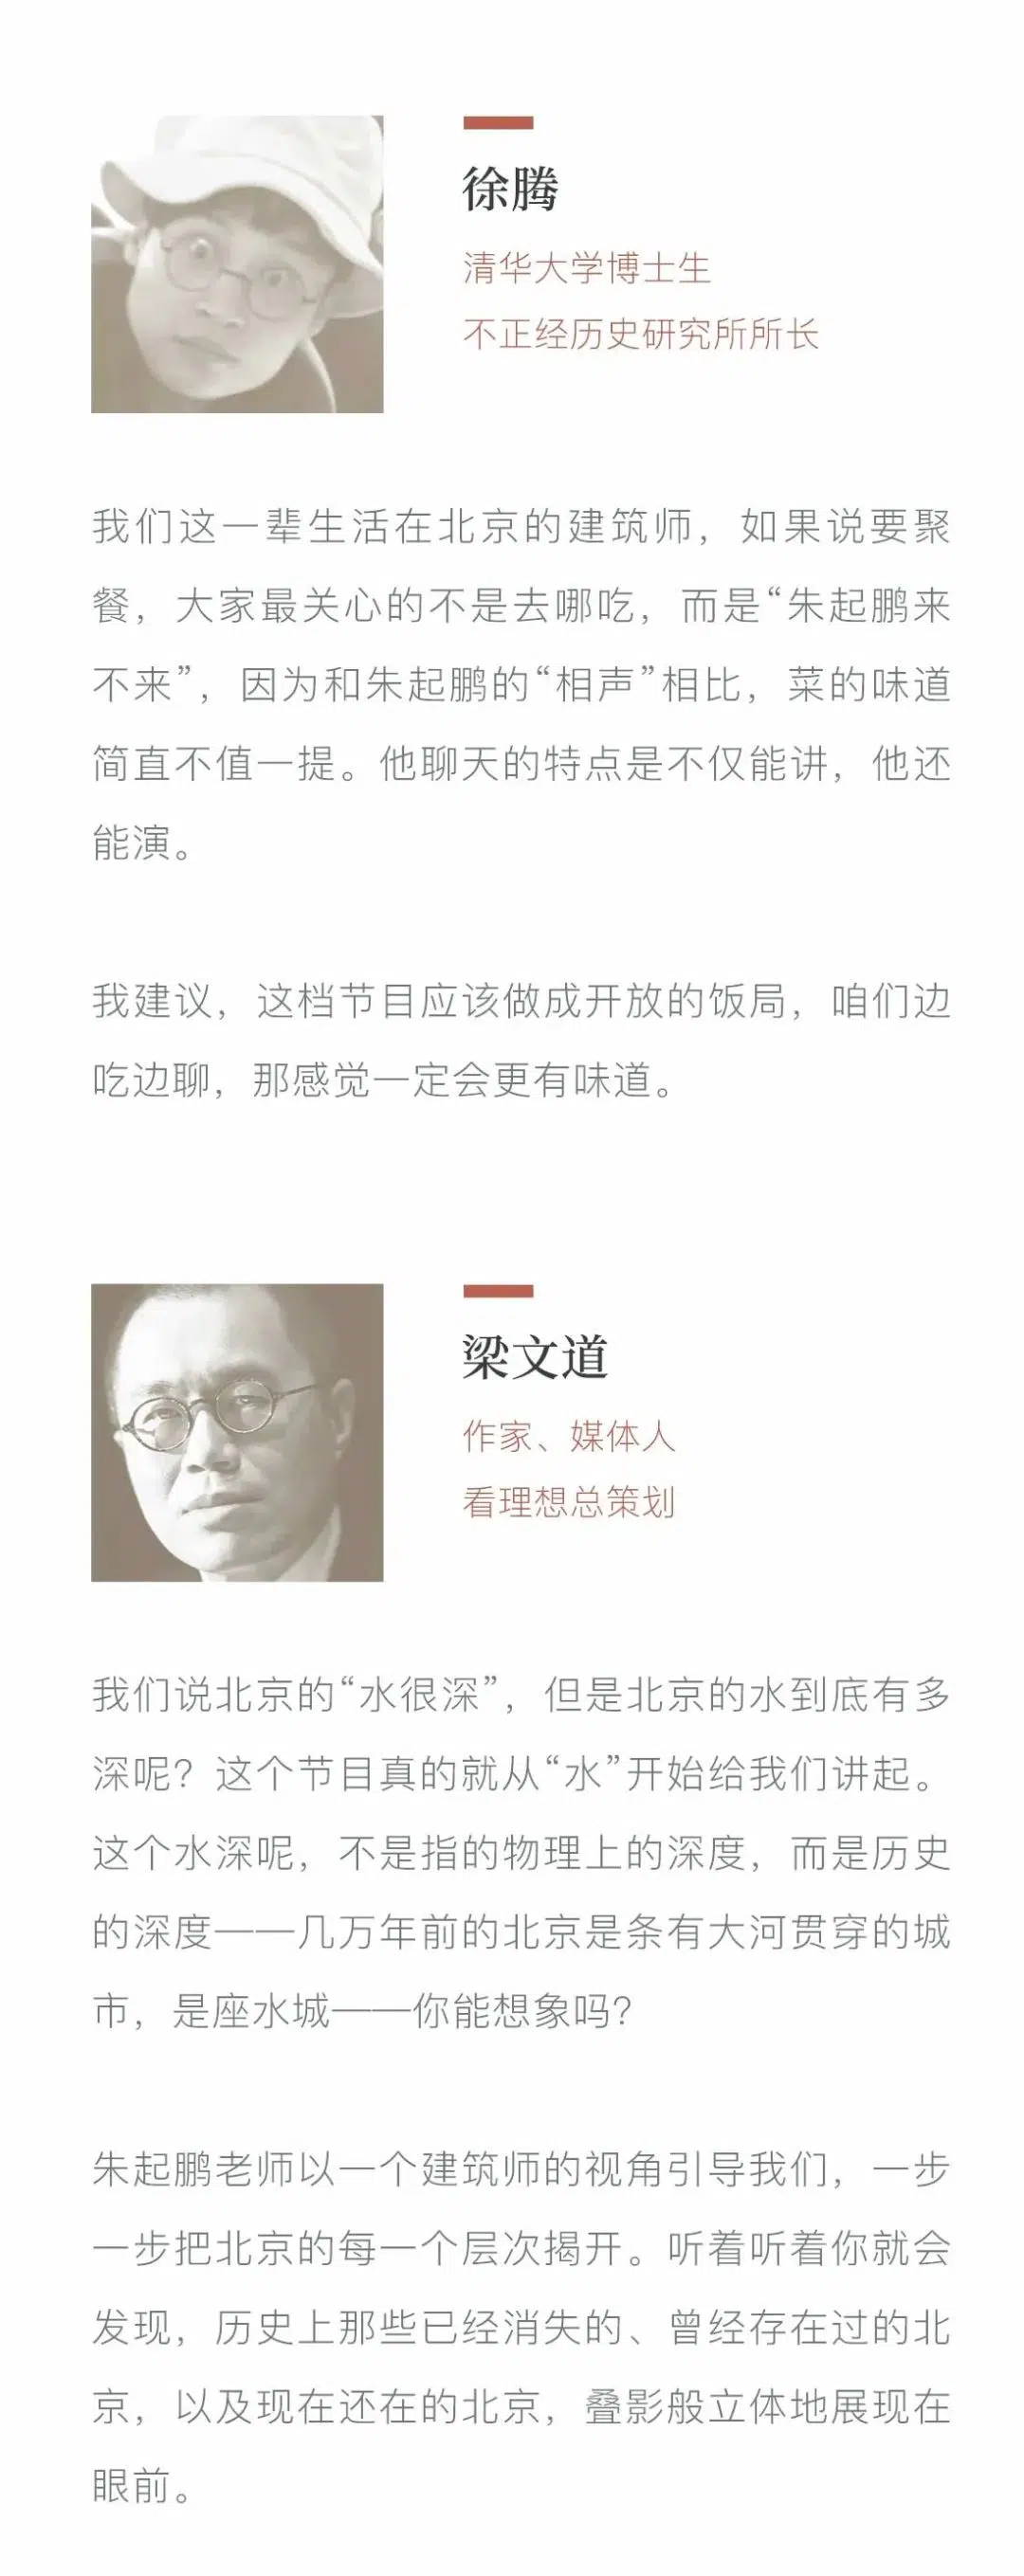 徐腾
清华大学博士生
不正经历史研究所所长
我们这一辈生活在北京的建筑师，如果说要聚
餐，大家最关心的不是去哪吃，而是“朱起鹏来
不来”，因为和朱起鹏的“相声”相比，菜的味道
简直不值一提。他聊天的特点是不仅能讲，他还
能演。
我建议，这档节目应该做成开放的饭局，咱们边
吃边聊，那感觉一定会更有味道。
梁文道
作家、媒体人
看理想总策划
我们说北京的“水很深”，但是北京的水到底有多
深呢？这个节目真的就从“水”开始给我们讲起。
这个水深呢，不是指的物理上的深度，而是历史
的深度——几万年前的北京是条有大河贯穿的城
市，是座水城——你能想象吗？
朱起鹏老师以一个建筑师的视角引导我们，一步
一步把北京的每一个层次揭开。听着听着你就会
发现，历史上那些已经消失的、曾经存在过的北
京，以及现在还在的北京，叠影般立体地展现在
眼前。